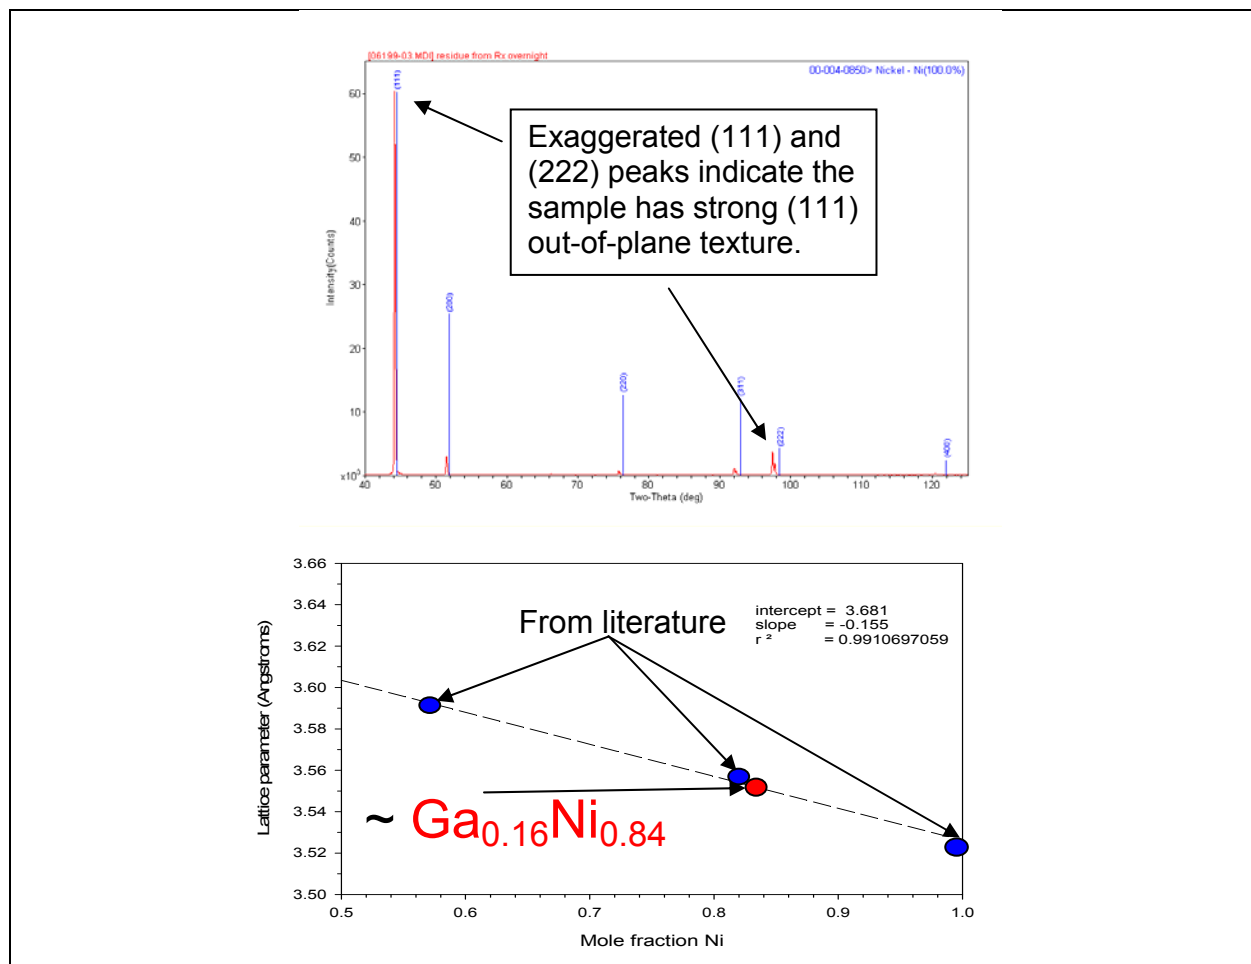 [06199-03.MDI] residue from Rx overnight
00-004-0850> Nickel - Ni(100.0%)
Exaggerated (111) and
(222) peaks indicate the
sample has strong (111)
out-of-plane texture.
(111)
(200)
(220)
(311)
(222)
(400)
Intensity(Counts)
60
50
40
30
20
10
x10³
40 50 60 70 80 90 100 110 120
Two-Theta (deg)
3.66
3.64
3.62
3.60
3.58
3.56
3.54
3.52
3.50
Lattice parameter (Angstroms)
From literature
intercept = 3.681
slope = -0.155
r ² = 0.9910697059
~ Ga0.16Ni0.84
0.5 0.6 0.7 0.8 0.9 1.0
Mole fraction Ni